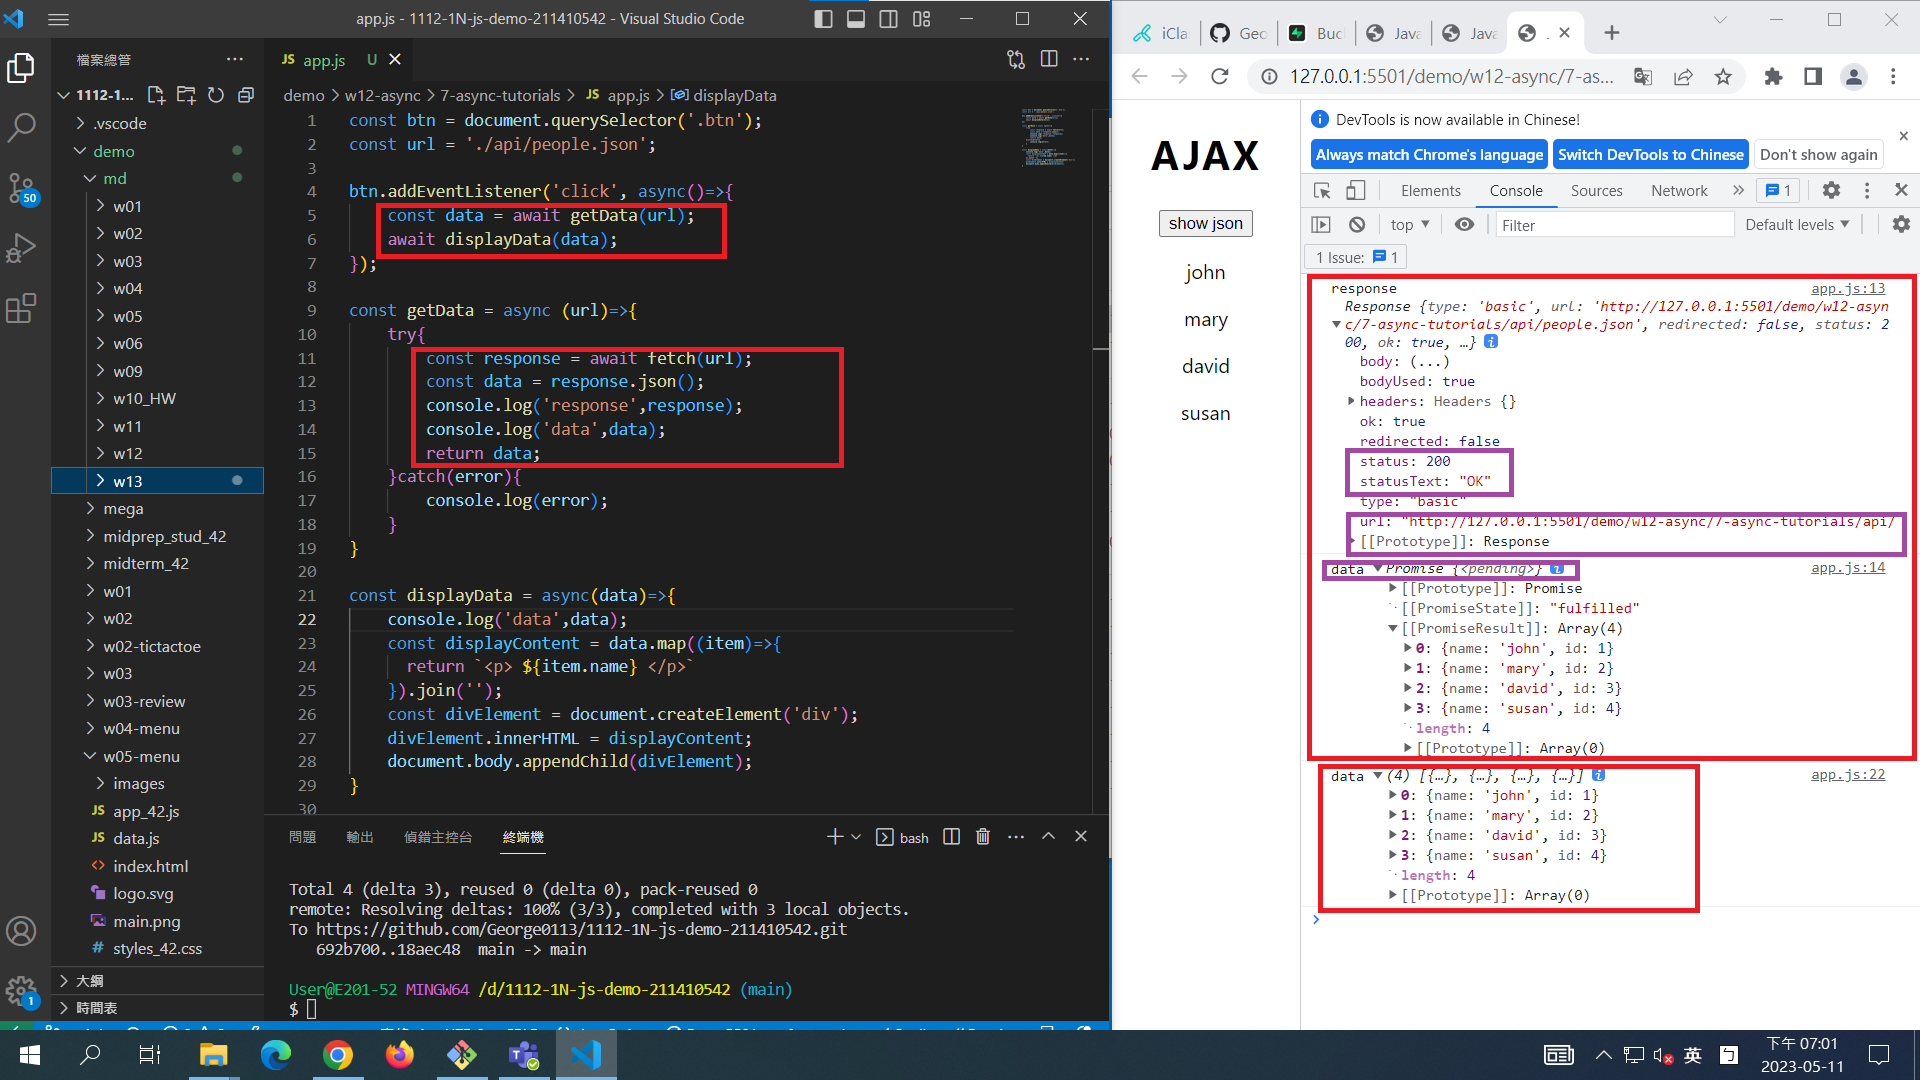 app.js - 1112-1N-js-demo-211410542 - Visual Studio Code
檔案總管
1112-1...
.vscode
demo
md
w01
w02
w03
w04
w05
w06
w09
w10_HW
w11
w12
w13
mega
midprep_stud_42
midterm_42
w01
w02
w02-tictactoe
w03
w03-review
w04-menu
w05-menu
images
JS app_42.js
JS data.js
index.html
logo.svg
main.png
# styles_42.css
大綱
時間表
50
1
JS app.js U
demo > w12-async > 7-async-tutorials > JS app.js > displayData
1 const btn = document.querySelector('.btn');
2 const url = './api/people.json';
3
4 btn.addEventListener('click', async()=>{
5 const data = await getData(url);
6 await displayData(data);
7 });
8
9 const getData = async (url)=>{
10 try{
11 const response = await fetch(url);
12 const data = response.json();
13 console.log('response',response);
14 console.log('data',data);
15 return data;
16 }catch(error){
17 console.log(error);
18 }
19 }
20
21 const displayData = async(data)=>{
22 console.log('data',data);
23 const displayContent = data.map((item)=>{
24 return `<p> ${item.name} </p>`
25 }).join('');
26 const divElement = document.createElement('div');
27 divElement.innerHTML = displayContent;
28 document.body.appendChild(divElement);
29 }
30
問題 輸出 偵錯主控台 終端機
bash
Total 4 (delta 3), reused 0 (delta 0), pack-reused 0
remote: Resolving deltas: 100% (3/3), completed with 3 local objects.
To https://github.com/George0113/1112-1N-js-demo-211410542.git
692b700..18aec48 main -> main
User@E201-52 MINGW64 /d/1112-1N-js-demo-211410542 (main)
$
iCla Geo Buc Java Java .
127.0.0.1:5501/demo/w12-async/7-as...
AJAX
show json
john
mary
david
susan
DevTools is now available in Chinese!
Always match Chrome's language Switch DevTools to Chinese Don't show again
Elements Console Sources Network » 1
top Filter Default levels
1 Issue: 1
response app.js:13
Response {type: 'basic', url: 'http://127.0.0.1:5501/demo/w12-asyn
c/7-async-tutorials/api/people.json', redirected: false, status: 2
00, ok: true, …}
body: (...)
bodyUsed: true
headers: Headers {}
ok: true
redirected: false
status: 200
statusText: "OK"
type: "basic"
url: "http://127.0.0.1:5501/demo/w12-async/7-async-tutorials/api/
[[Prototype]]: Response
data Promise {<pending>} app.js:14
[[Prototype]]: Promise
[[PromiseState]]: "fulfilled"
[[PromiseResult]]: Array(4)
0: {name: 'john', id: 1}
1: {name: 'mary', id: 2}
2: {name: 'david', id: 3}
3: {name: 'susan', id: 4}
length: 4
[[Prototype]]: Array(0)
data (4) [{…}, {…}, {…}, {…}] app.js:22
0: {name: 'john', id: 1}
1: {name: 'mary', id: 2}
2: {name: 'david', id: 3}
3: {name: 'susan', id: 4}
length: 4
[[Prototype]]: Array(0)
英 ㄅ
下午 07:01
2023-05-11